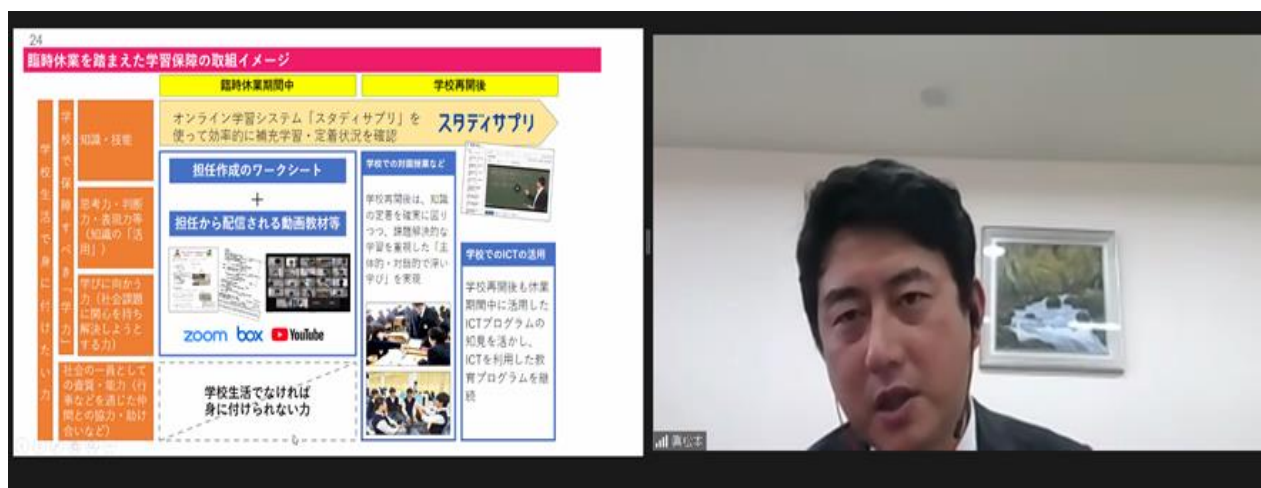 24
臨時休業を踏まえた学習保障の取組イメージ
臨時休業期間中
学校再開後
学校生活で身に付けたい力
学校で保障すべき「学力」
知識・技能
思考力・判断
力・表現力等
(知識の「活
用」)
学びに向かう
力(社会課題
に関心を持ち
解決しようと
する力)
社会の一員として
の資質・能力(行
事などを通じた仲
間との協力・助け
合いなど)
オンライン学習システム「スタディサプリ」を
使って効率的に補充学習・定着状況を確認
スタディサプリ
担任作成のワークシート
+
担任から配信される動画教材等
zoom box YouTube
学校生活でなければ
身に付けられない力
学校での対面授業など
学校再開後は、知識
の定着を確実に図り
つつ、課題解決的な
学習を重視した「主
体的・対話的で深い
学び」を実現
学校でのICTの活用
学校再開後も休業
期間中に活用した
ICTプログラムの
知見を活かし、
ICTを利用した教
育プログラムを継
続